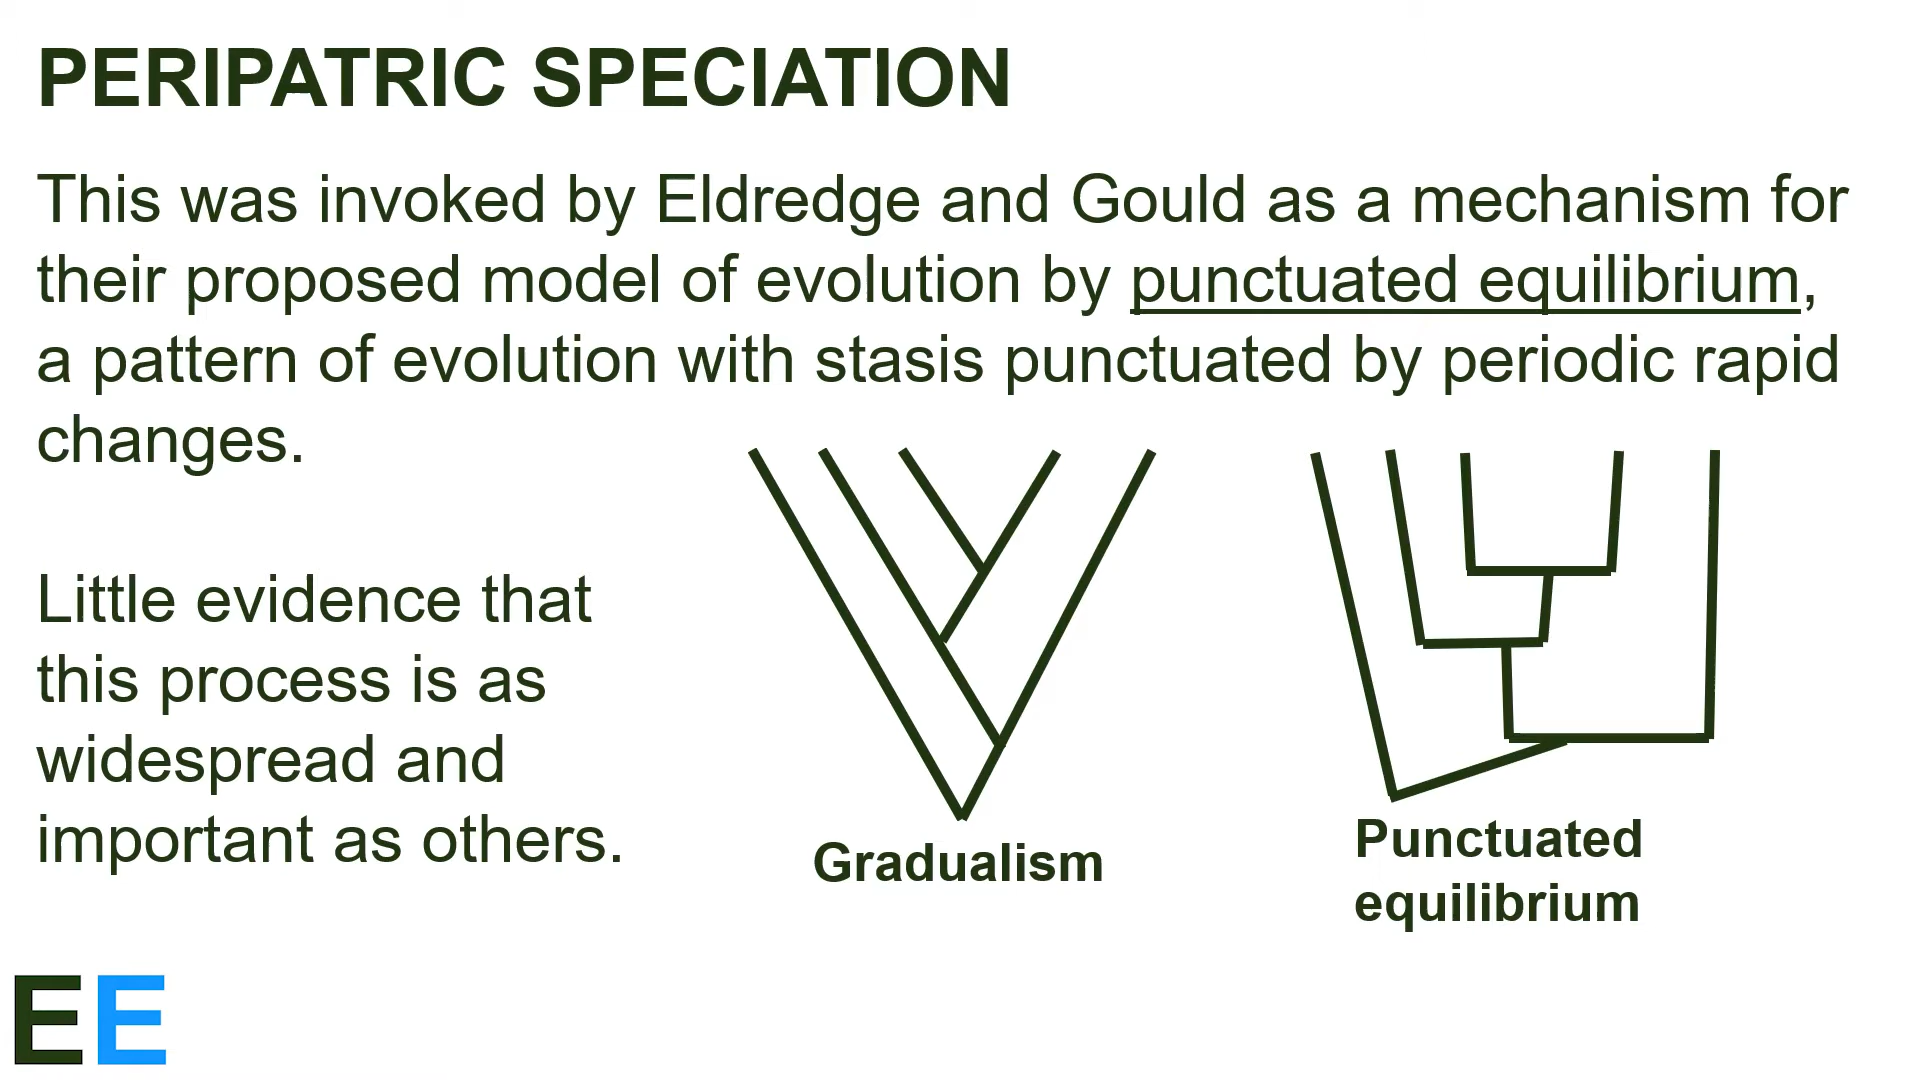 PERIPATRIC SPECIATION
This was invoked by Eldredge and Gould as a mechanism for
their proposed model of evolution by punctuated equilibrium,
a pattern of evolution with stasis punctuated by periodic rapid
changes.
Little evidence that
this process is as
widespread and
important as others.
Gradualism
Punctuated
equilibrium
EE